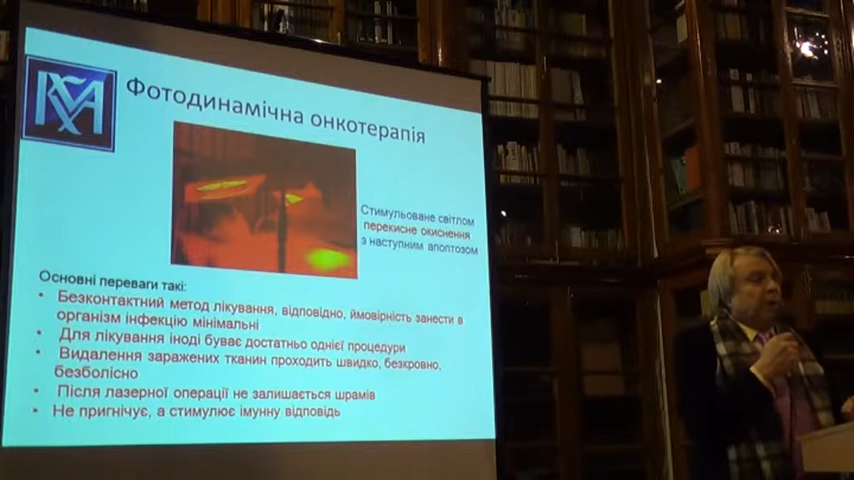 Фотодинамічна онкотерапія
Стимульоване світлом
перекисне окиснення
з наступним апоптозом
Основні переваги такі:
• Безконтактний метод лікування, відповідно, ймовірність занести в
організм інфекцію мінімальні
• Для лікування іноді буває достатньо однієї процедури
• Видалення заражених тканин проходить швидко, безкровно,
безболісно
• Після лазерної операції не залишається шрамів
• Не пригнічує, а стимулює імунну відповідь